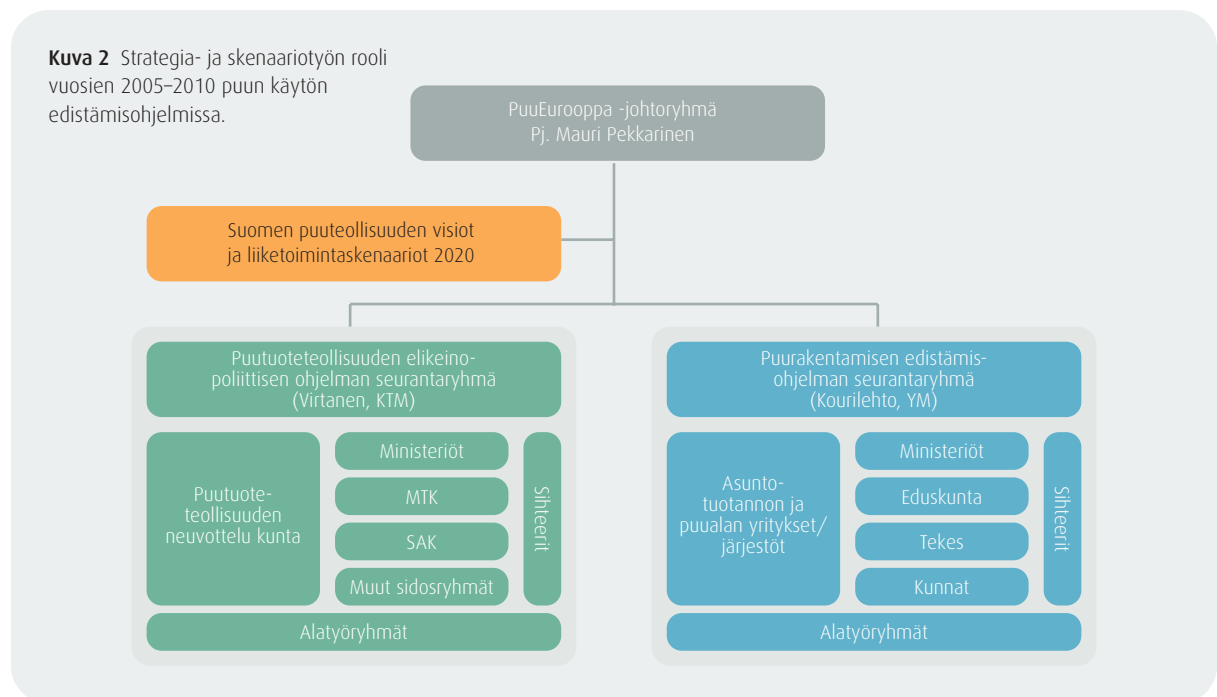 Kuva 2 Strategia- ja skenaariotyön rooli
vuosien 2005–2010 puun käytön
edistämisohjelmissa.
PuuEurooppa -johtoryhmä
Pj. Mauri Pekkarinen
Suomen puuteollisuuden visiot
ja liiketoimintaskenaariot 2020
Puutuoteteollisuuden elikeino-
poliittisen ohjelman seurantaryhmä
(Virtanen, KTM)
Puutuote-
teollisuuden
neuvottelu kunta
Ministeriöt
MTK
SAK
Muut sidosryhmät
Sihteerit
Alatyöryhmät
Puurakentamisen edistämis-
ohjelman seurantaryhmä
(Kourilehto, YM)
Asunto-
tuotannon ja
puualan yritykset/
järjestöt
Ministeriöt
Eduskunta
Tekes
Kunnat
Sihteerit
Alatyöryhmät